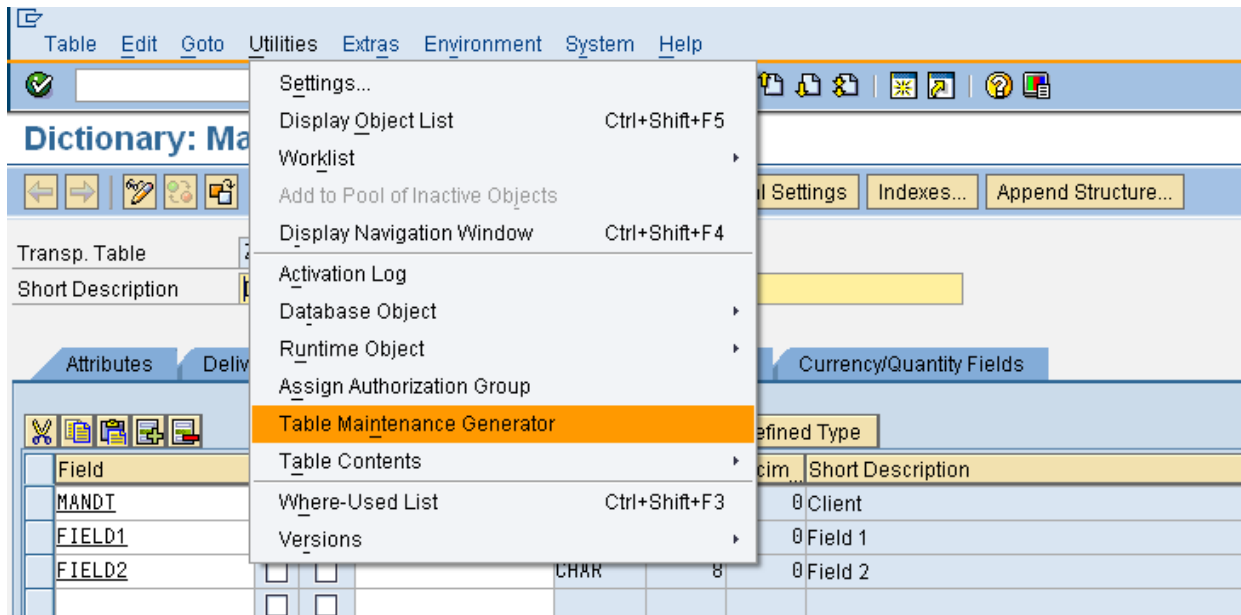 Table Edit Goto Utilities Extras Environment System Help
Settings...
Display Object List Ctrl+Shift+F5
Dictionary: Ma
Worklist
Add to Pool of Inactive Objects
Settings Indexes... Append Structure...
Display Navigation Window Ctrl+Shift+F4
Transp. Table
Activation Log
Short Description
Database Object
Runtime Object
Attributes Deliv Currency/Quantity Fields
Assign Authorization Group
Table Maintenance Generator
efined Type
Table Contents
Field cim... Short Description
Where-Used List Ctrl+Shift+F3
MANDT 0 Client
Versions
FIELD1 0 Field 1
FIELD2 CHAR 8 0 Field 2